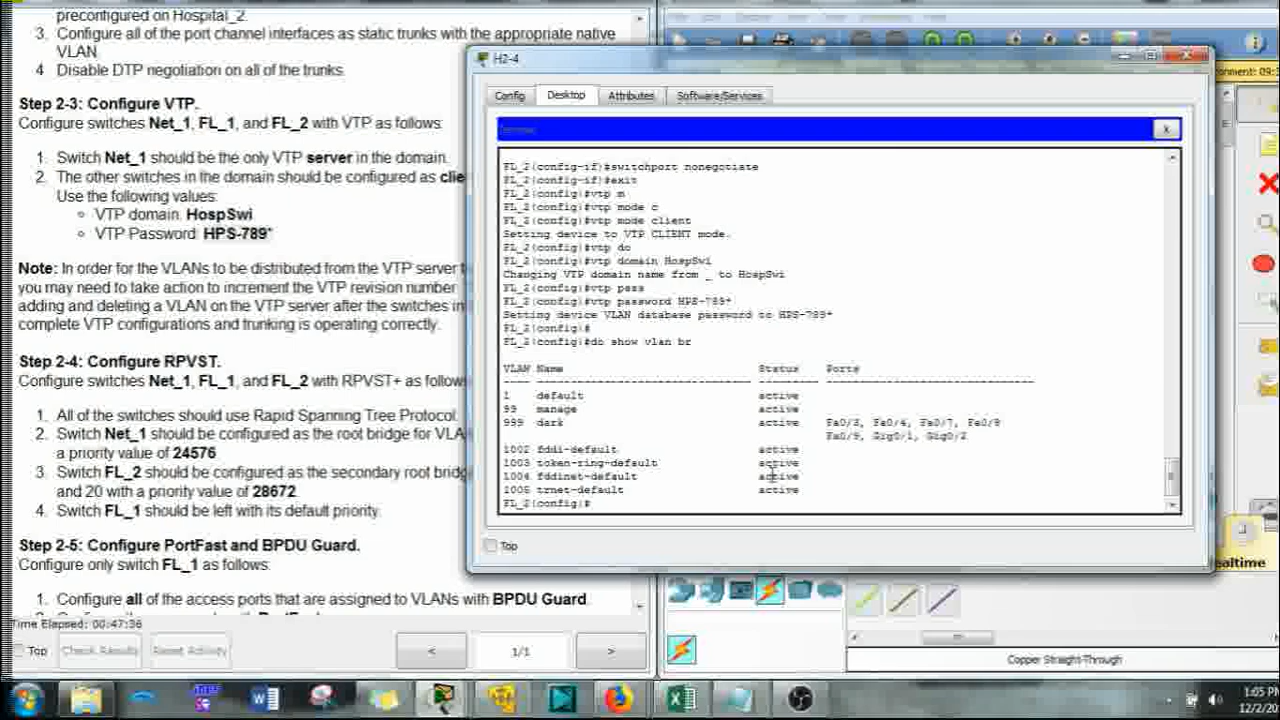 preconfigured on Hospital_2.
3. Configure all of the port channel interfaces as static trunks with the appropriate native
VLAN.
4 Disable DTP negotiation on all of the trunks.
Step 2-3: Configure VTP.
Configure switches Net_1, FL_1, and FL_2 with VTP as follows:
1. Switch Net_1 should be the only VTP server in the domain.
2. The other switches in the domain should be configured as clie
Use the following values:
VTP domain: HospSwi
VTP Password: HPS-789*
Note: In order for the VLANs to be distributed from the VTP server t
you may need to take action to increment the VTP revision number
adding and deleting a VLAN on the VTP server after the switches in
complete VTP configurations and trunking is operating correctly.
Step 2-4: Configure RPVST.
Configure switches Net_1, FL_1, and FL_2 with RPVST+ as follow
1. All of the switches should use Rapid Spanning Tree Protocol.
2. Switch Net_1 should be configured as the root bridge for VLA
a priority value of 24576
3. Switch FL_2 should be configured as the secondary root bridg
and 20 with a priority value of 28672
4. Switch FL_1 should be left with its default priority.
Step 2-5: Configure PortFast and BPDU Guard.
Configure only switch FL_1 as follows:
1. Configure all of the access ports that are assigned to VLANs with BPDU Guard.
Time Elapsed: 00:47:36
Top
Check Results
Reset Activity
<
1/1
>
H2-4
Config
Desktop
Attributes
Software/Services
X
FL_2(config-if)#switchport nonegotiate
FL_2(config-if)#exit
FL_2(config)#vtp m
FL_2(config)#vtp mode c
FL_2(config)#vtp mode client
Setting device to VTP CLIENT mode.
FL_2(config)#vtp do
FL_2(config)#vtp domain HospSwi
Changing VTP domain name from _ to HospSwi
FL_2(config)#vtp pass
FL_2(config)#vtp password HPS-789*
Setting device VLAN database password to HPS-789*
FL_2(config)#
FL_2(config)#do show vlan br
VLAN Name Status Ports
---- -------------------------------- --------- -------------------------------
1 default active
99 manage active
999 dark active Fa0/3, Fa0/4, Fa0/7, Fa0/8
Fa0/9, Gig0/1, Gig0/2
1002 fddi-default active
1003 token-ring-default active
1004 fddinet-default active
1005 trnet-default active
FL_2(config)#
Top
onment: 09:
ealtime
Copper Straight-Through
1:05 PM
12/2/20